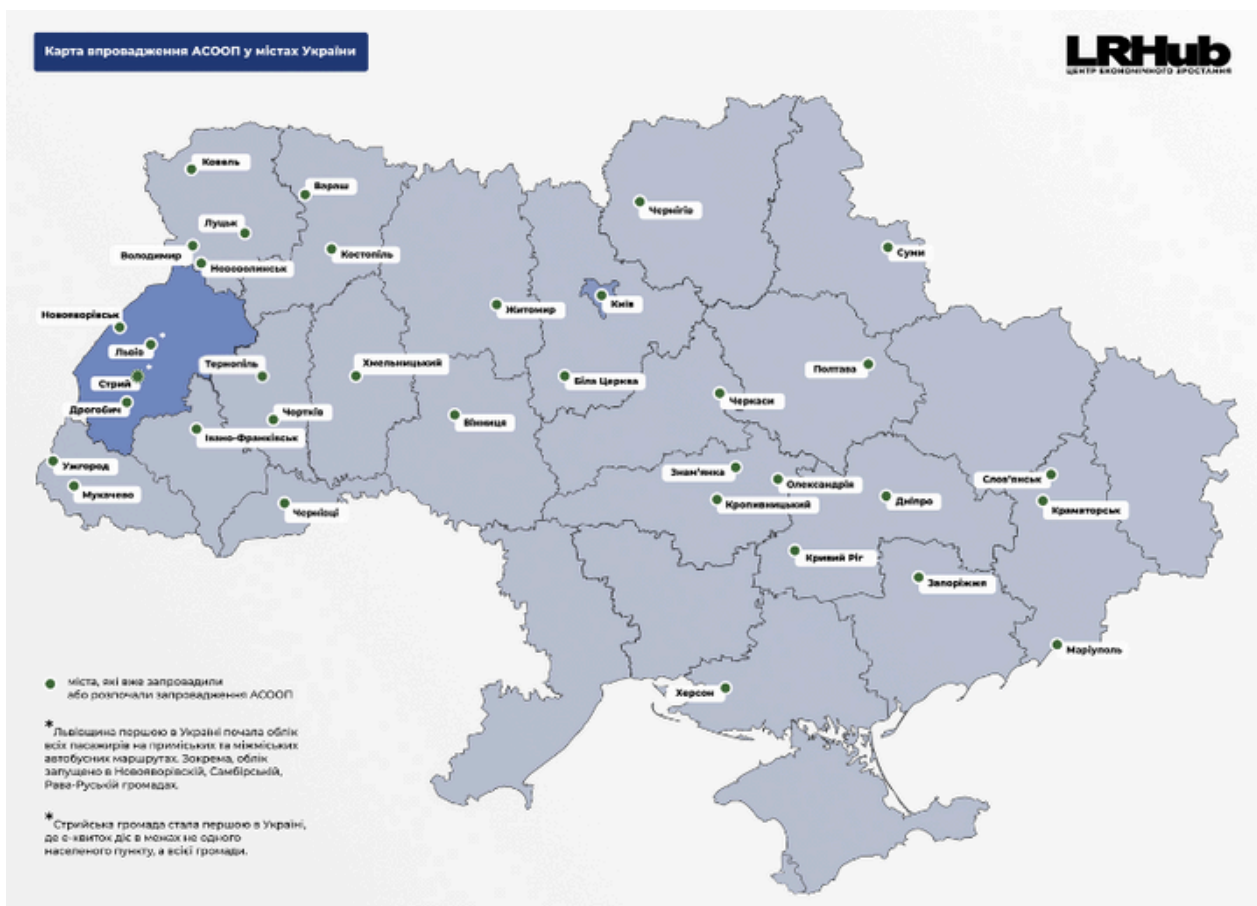 Карта впровадження АСООП у містах України
LRHub
ЦЕНТР ЕКОНОМІЧНОГО ЗРОСТАННЯ
Ковель
Вараш
Чернігів
Луцьк
Суми
Володимир
Костопіль
Нововолинськ
Київ
Житомир
Новояворівськ
Львів
Тернопіль
Хмельницький
Полтава
Стрий
Біла Церква
Дрогобич
Черкаси
Чортків
Вінниця
Івано-Франківськ
Ужгород
Знам'янка
Слов'янськ
Олександрія
Мукачево
Дніпро
Кропивницький
Краматорськ
Чернівці
Кривий Ріг
Запоріжжя
Маріуполь
Херсон
міста, які вже запровадили
або розпочали запровадження АСООП
*Львівщина першою в Україні почала облік
всіх пасажирів на приміських та міжміських
автобусних маршрутах. Зокрема, облік
запущено в Новояворівскій, Самбірській,
Рава-Руській громадах.
*Стрийська громада стала першою в Україні,
де е-квиток діє в межах не одного
населеного пункту, а всієї громади.